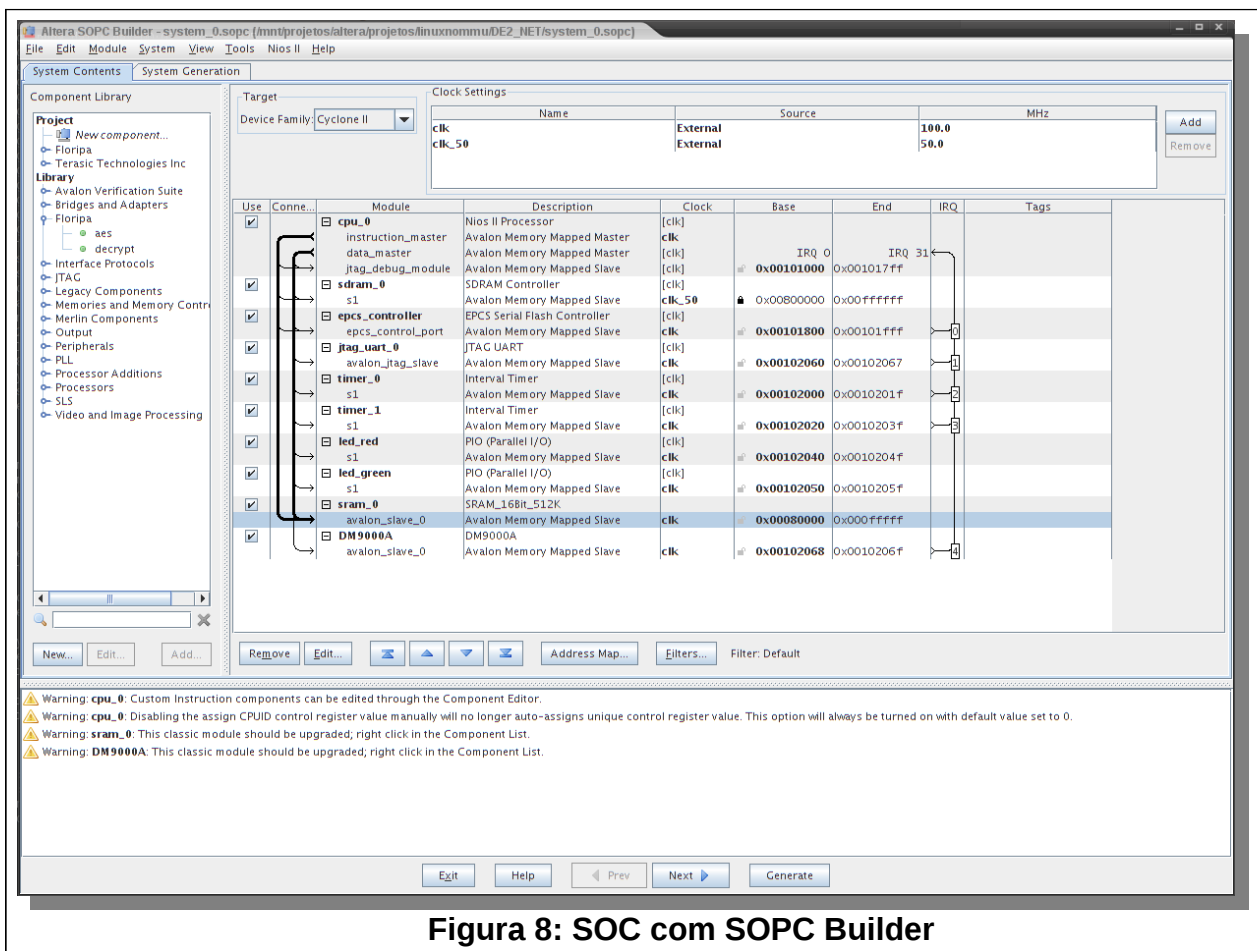 Altera SOPC Builder - system_0.sopc (/mnt/projetos/altera/projetos/linuxnommu/DE2_NET/system_0.sopc)
File Edit Module System View Tools Nios II Help
System Contents System Generation
Component Library
Project
New component...
Floripa
Terasic Technologies Inc
Library
Avalon Verification Suite
Bridges and Adapters
Floripa
aes
decrypt
Interface Protocols
JTAG
Legacy Components
Memories and Memory Contr
Merlin Components
Output
Peripherals
PLL
Processor Additions
Processors
SLS
Video and Image Processing
New... Edit... Add...
Target
Device Family: Cyclone II
Clock Settings
Name Source MHz
clk External 100.0
clk_50 External 50.0
Add
Remove
Use Conne... Module Description Clock Base End IRQ Tags
cpu_0 Nios II Processor [clk]
instruction_master Avalon Memory Mapped Master clk
data_master Avalon Memory Mapped Master [clk] IRQ 0 IRQ 31
jtag_debug_module Avalon Memory Mapped Slave [clk] 0x00101000 0x001017ff
sdram_0 SDRAM Controller [clk]
s1 Avalon Memory Mapped Slave clk_50 0x00800000 0x00ffffff
epcs_controller EPCS Serial Flash Controller [clk]
epcs_control_port Avalon Memory Mapped Slave clk 0x00101800 0x00101fff 0
jtag_uart_0 JTAG UART [clk]
avalon_jtag_slave Avalon Memory Mapped Slave clk 0x00102060 0x00102067 1
timer_0 Interval Timer [clk]
s1 Avalon Memory Mapped Slave clk 0x00102000 0x0010201f 2
timer_1 Interval Timer [clk]
s1 Avalon Memory Mapped Slave clk 0x00102020 0x0010203f 3
led_red PIO (Parallel I/O) [clk]
s1 Avalon Memory Mapped Slave clk 0x00102040 0x0010204f
led_green PIO (Parallel I/O) [clk]
s1 Avalon Memory Mapped Slave clk 0x00102050 0x0010205f
sram_0 SRAM_16Bit_512K
avalon_slave_0 Avalon Memory Mapped Slave clk 0x00080000 0x000fffff
DM9000A DM9000A
avalon_slave_0 Avalon Memory Mapped Slave clk 0x00102068 0x0010206f 4
Remove Edit... Address Map... Filters... Filter: Default
Warning: cpu_0: Custom Instruction components can be edited through the Component Editor.
Warning: cpu_0: Disabling the assign CPUID control register value manually will no longer auto-assigns unique control register value. This option will always be turned on with default value set to 0.
Warning: sram_0: This classic module should be upgraded; right click in the Component List.
Warning: DM9000A: This classic module should be upgraded; right click in the Component List.
Exit Help Prev Next Generate
Figura 8: SOC com SOPC Builder